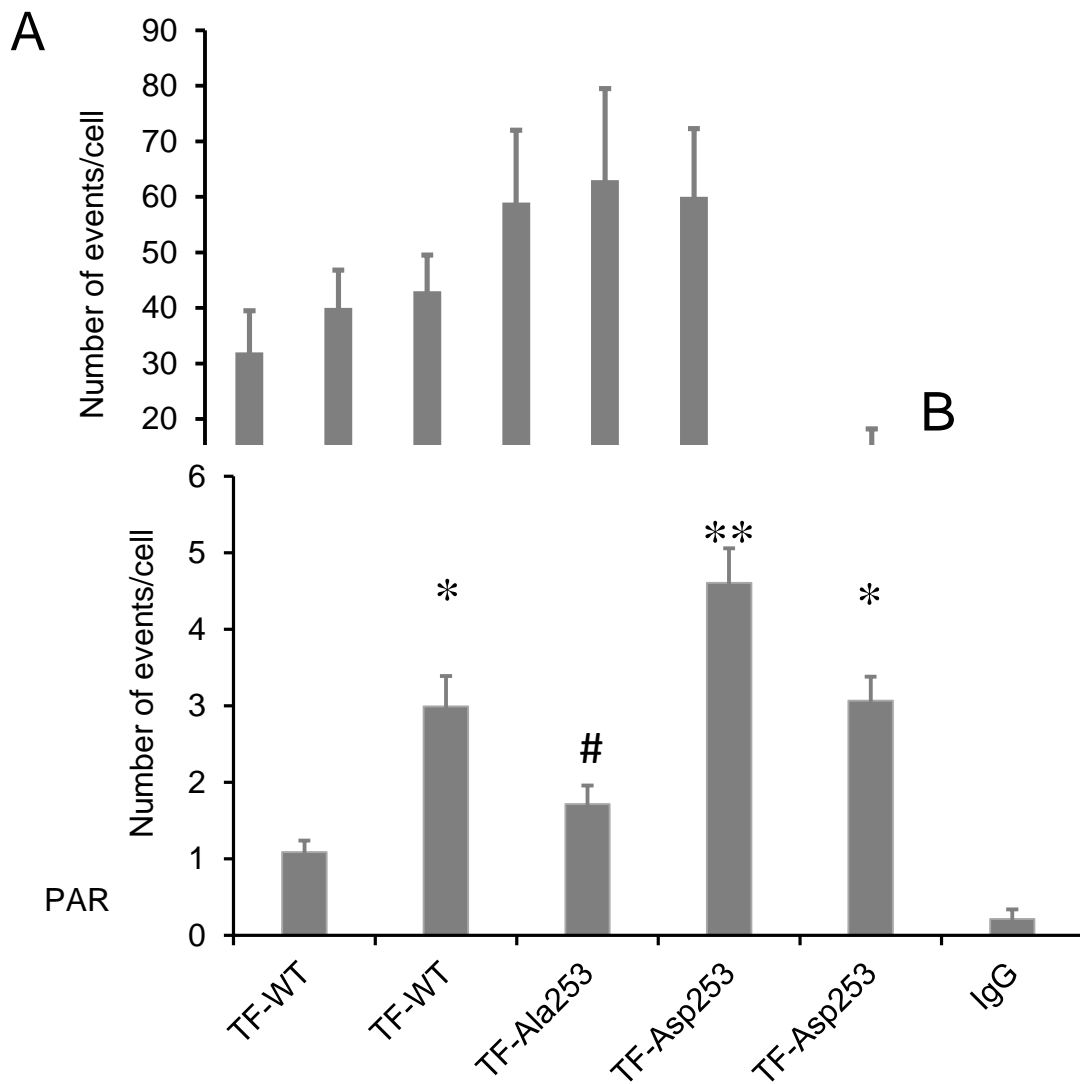 A
Number of events/cell
90
80
70
60
50
40
30
20
B
Number of events/cell
6
5
4
3
2
1
0
* # ** *
PAR
TF-WT TF-WT TF-Ala253 TF-Asp253 TF-Asp253 IgG